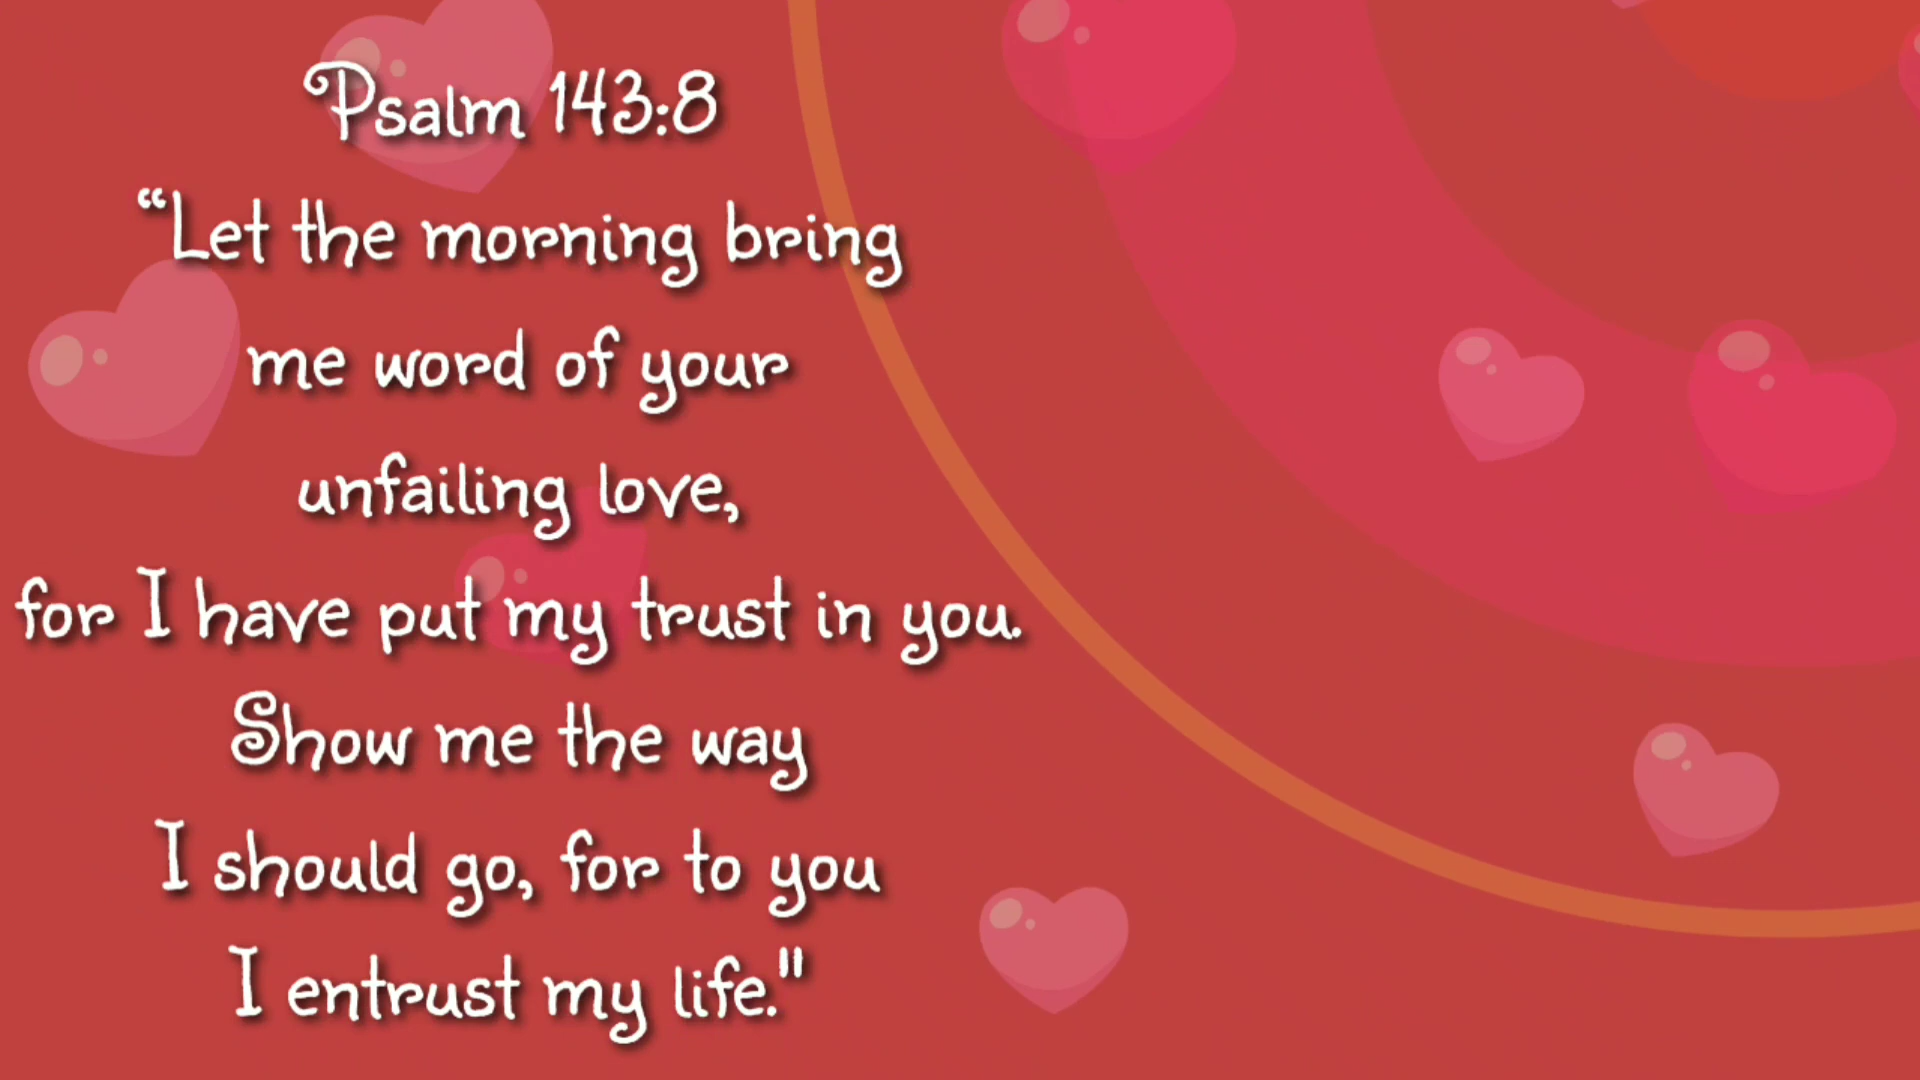 Psalm 143:8
“Let the morning bring
me word of your
unfailing love,
for I have put my trust in you.
Show me the way
I should go, for to you
I entrust my life."